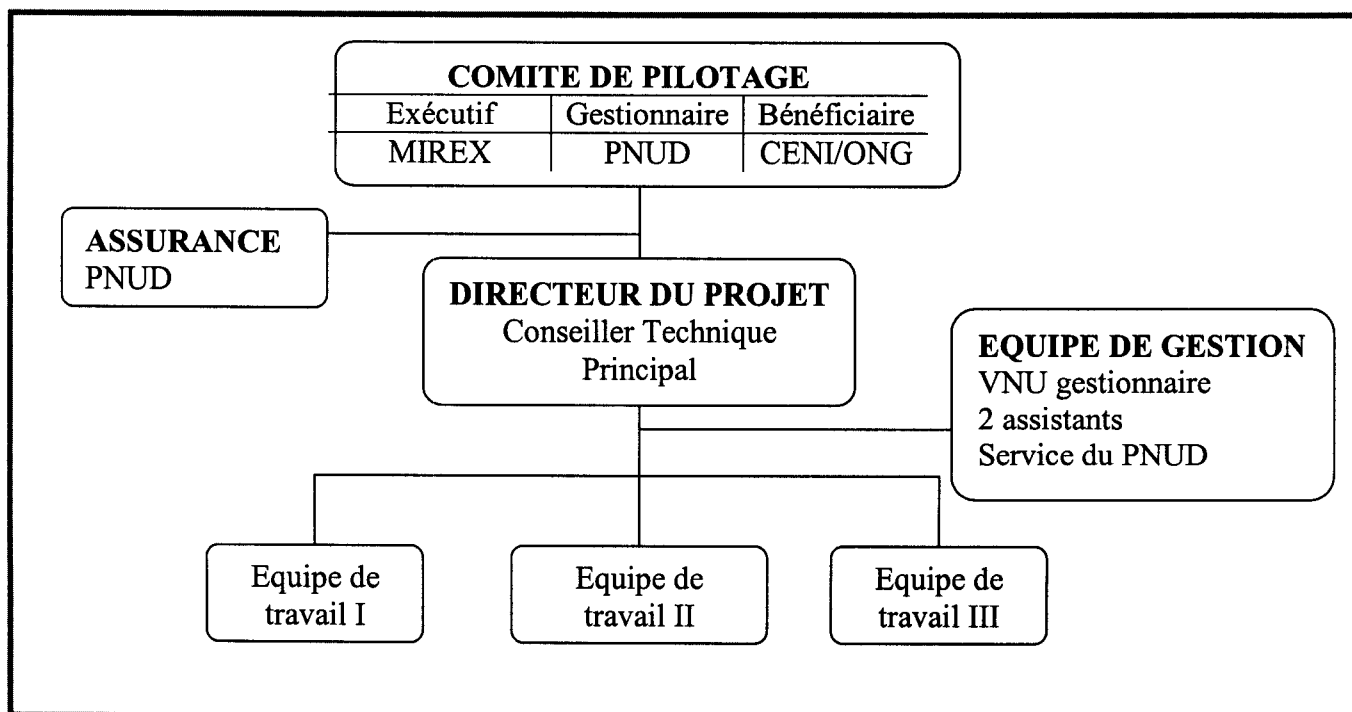 COMITE DE PILOTAGE
Exécutif Gestionnaire Bénéficiaire
MIREX PNUD CENI/ONG
ASSURANCE
PNUD
DIRECTEUR DU PROJET
Conseiller Technique
Principal
EQUIPE DE GESTION
VNU gestionnaire
2 assistants
Service du PNUD
Equipe de
travail I
Equipe de
travail II
Equipe de
travail III